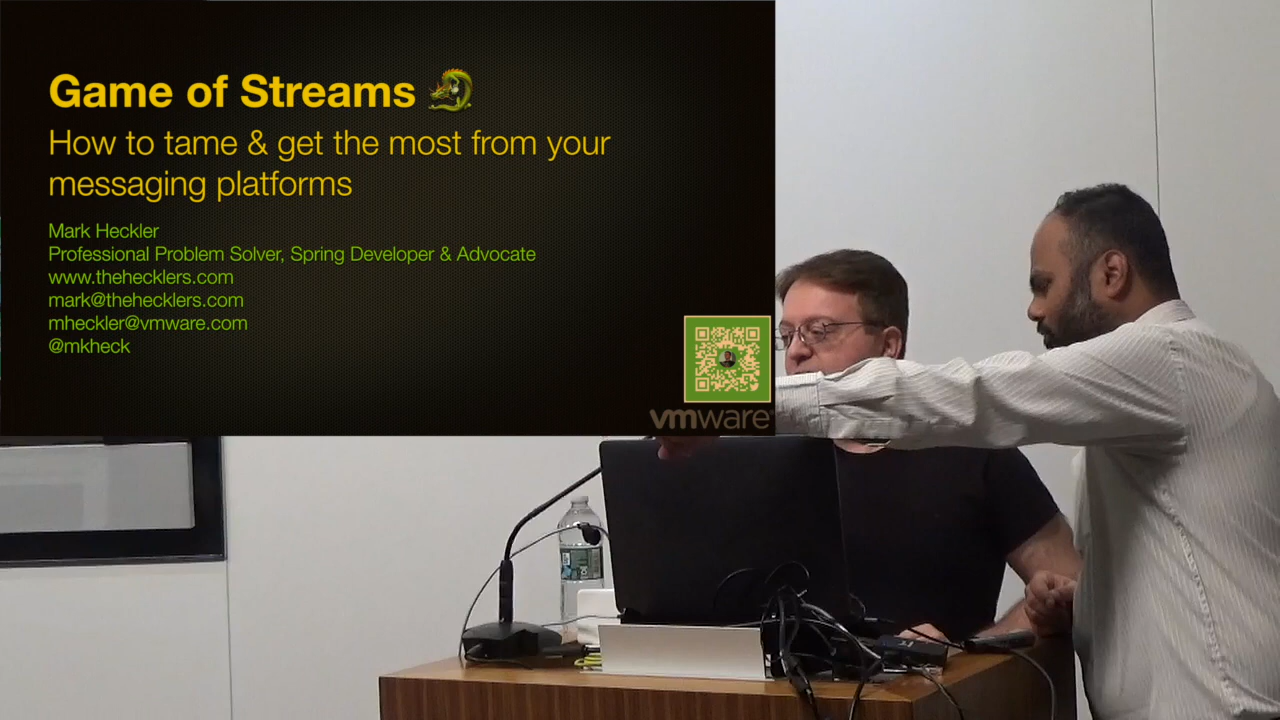 Game of Streams
How to tame & get the most from your
messaging platforms
Mark Heckler
Professional Problem Solver, Spring Developer & Advocate
www.thehecklers.com
mark@thehecklers.com
mheckler@vmware.com
@mkheck
vmware